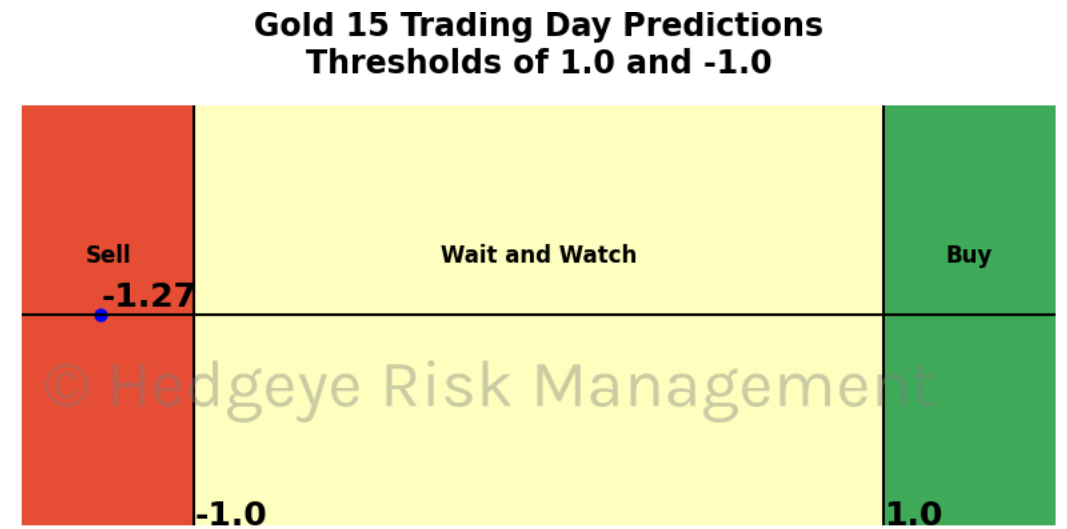 Gold 15 Trading Day Predictions
Thresholds of 1.0 and -1.0
Sell
Wait and Watch
Buy
-1.27
© Hedgeye Risk Management
-1.0
1.0